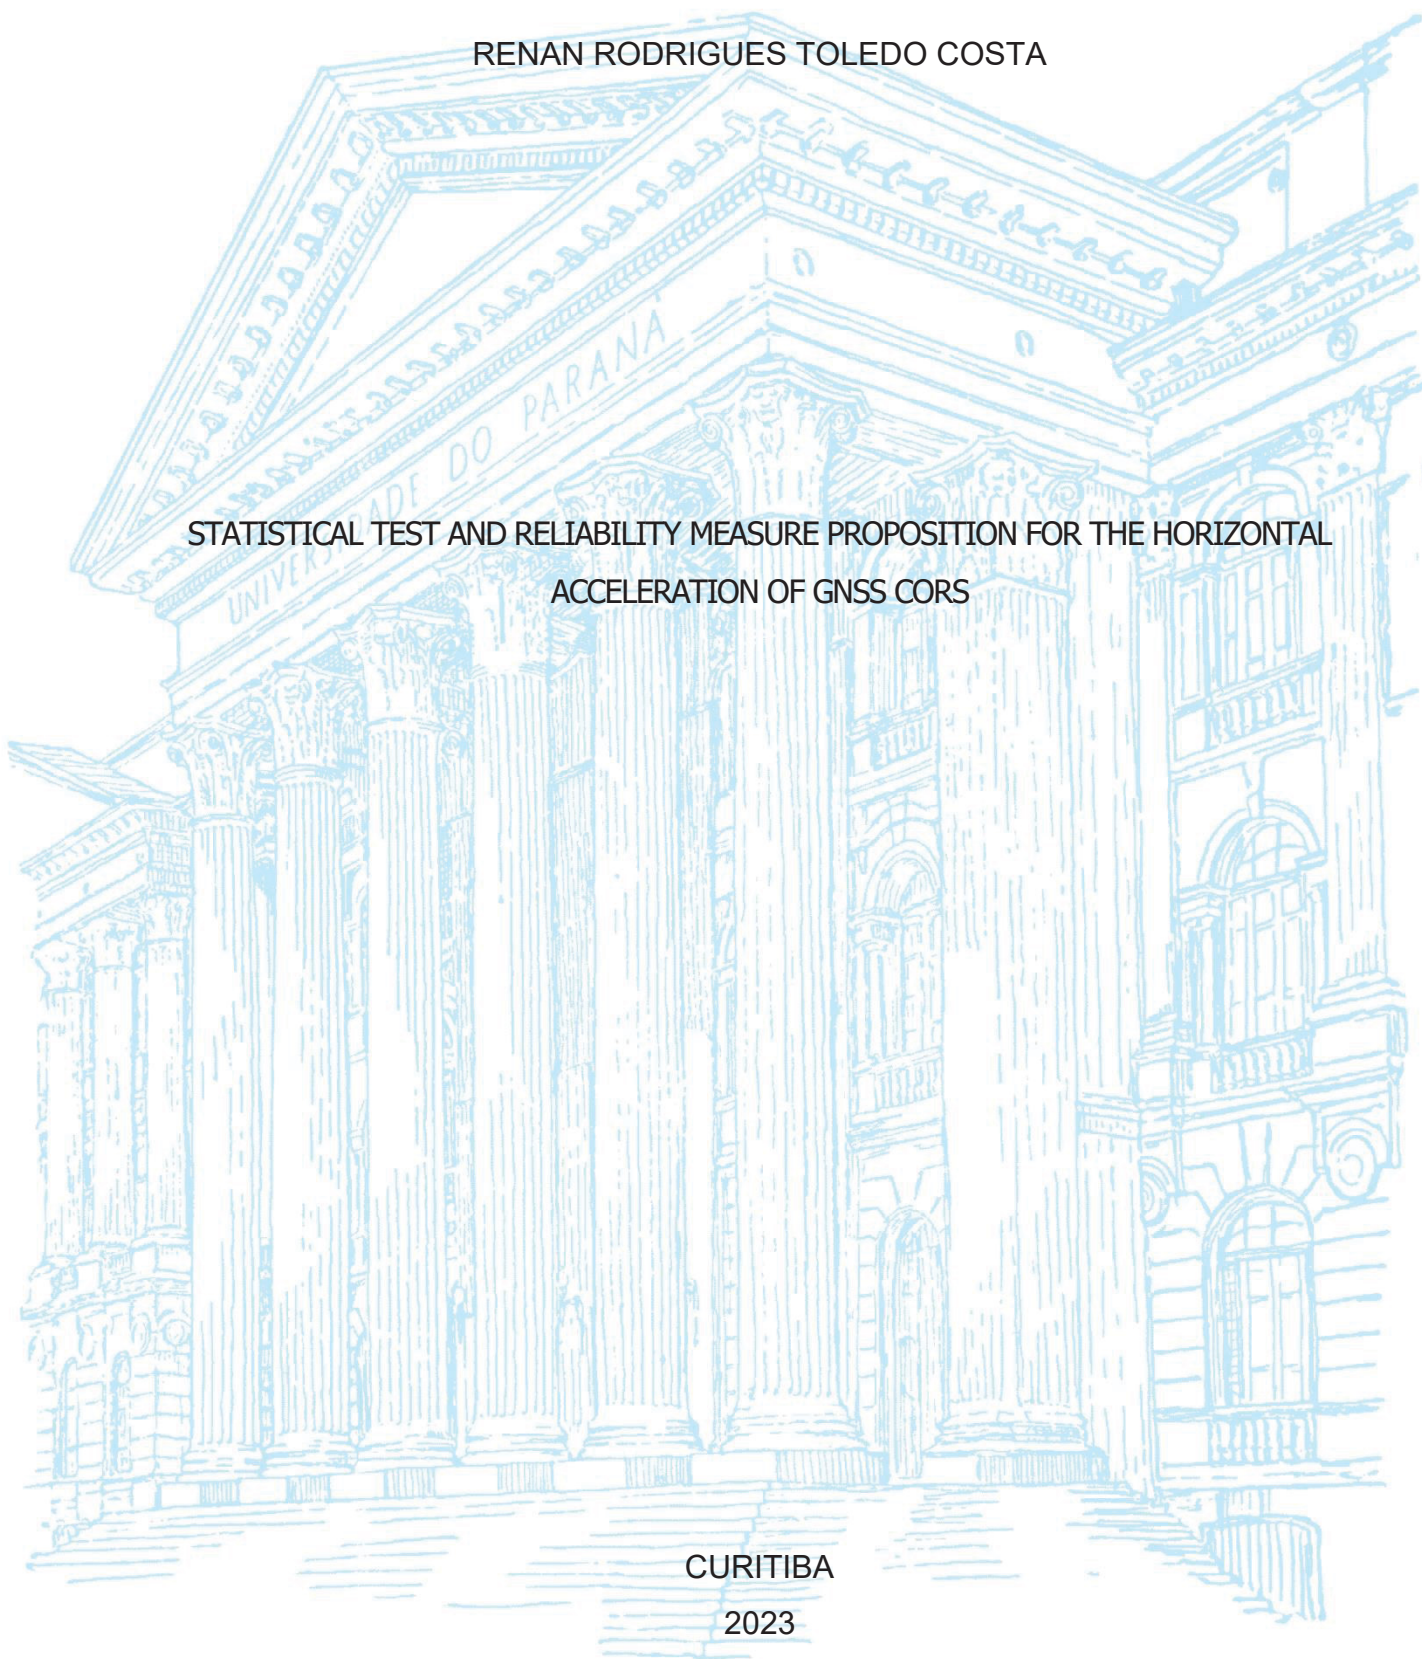 RENAN RODRIGUES TOLEDO COSTA
UNIVERSIDADE DO PARANÁ
STATISTICAL TEST AND RELIABILITY MEASURE PROPOSITION FOR THE HORIZONTAL
ACCELERATION OF GNSS CORS
CURITIBA
2023